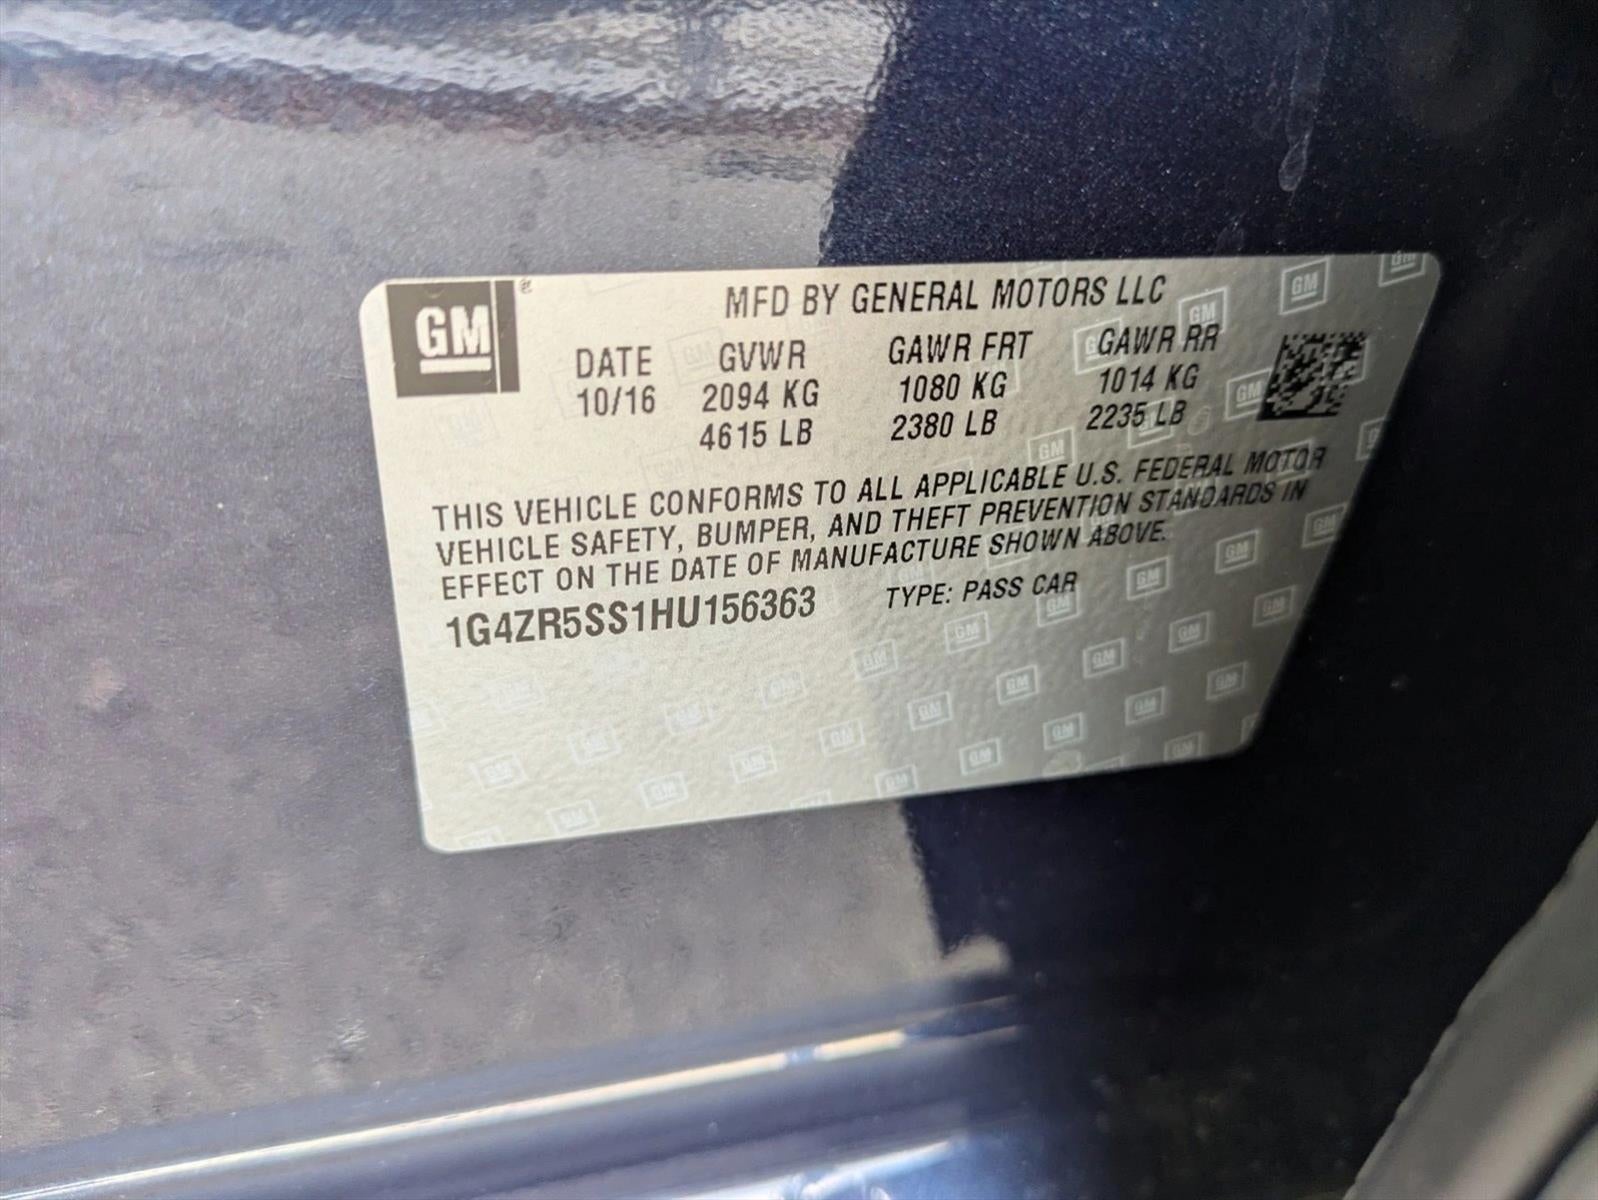 GM
MFD BY GENERAL MOTORS LLC
DATE GVWR GAWR FRT GAWR RR
10/16 2094 KG 1080 KG 1014 KG
4615 LB 2380 LB 2235 LB
THIS VEHICLE CONFORMS TO ALL APPLICABLE U.S. FEDERAL MOTOR
VEHICLE SAFETY, BUMPER, AND THEFT PREVENTION STANDARDS IN
EFFECT ON THE DATE OF MANUFACTURE SHOWN ABOVE.
1G4ZR5SS1HU156363 TYPE: PASS CAR